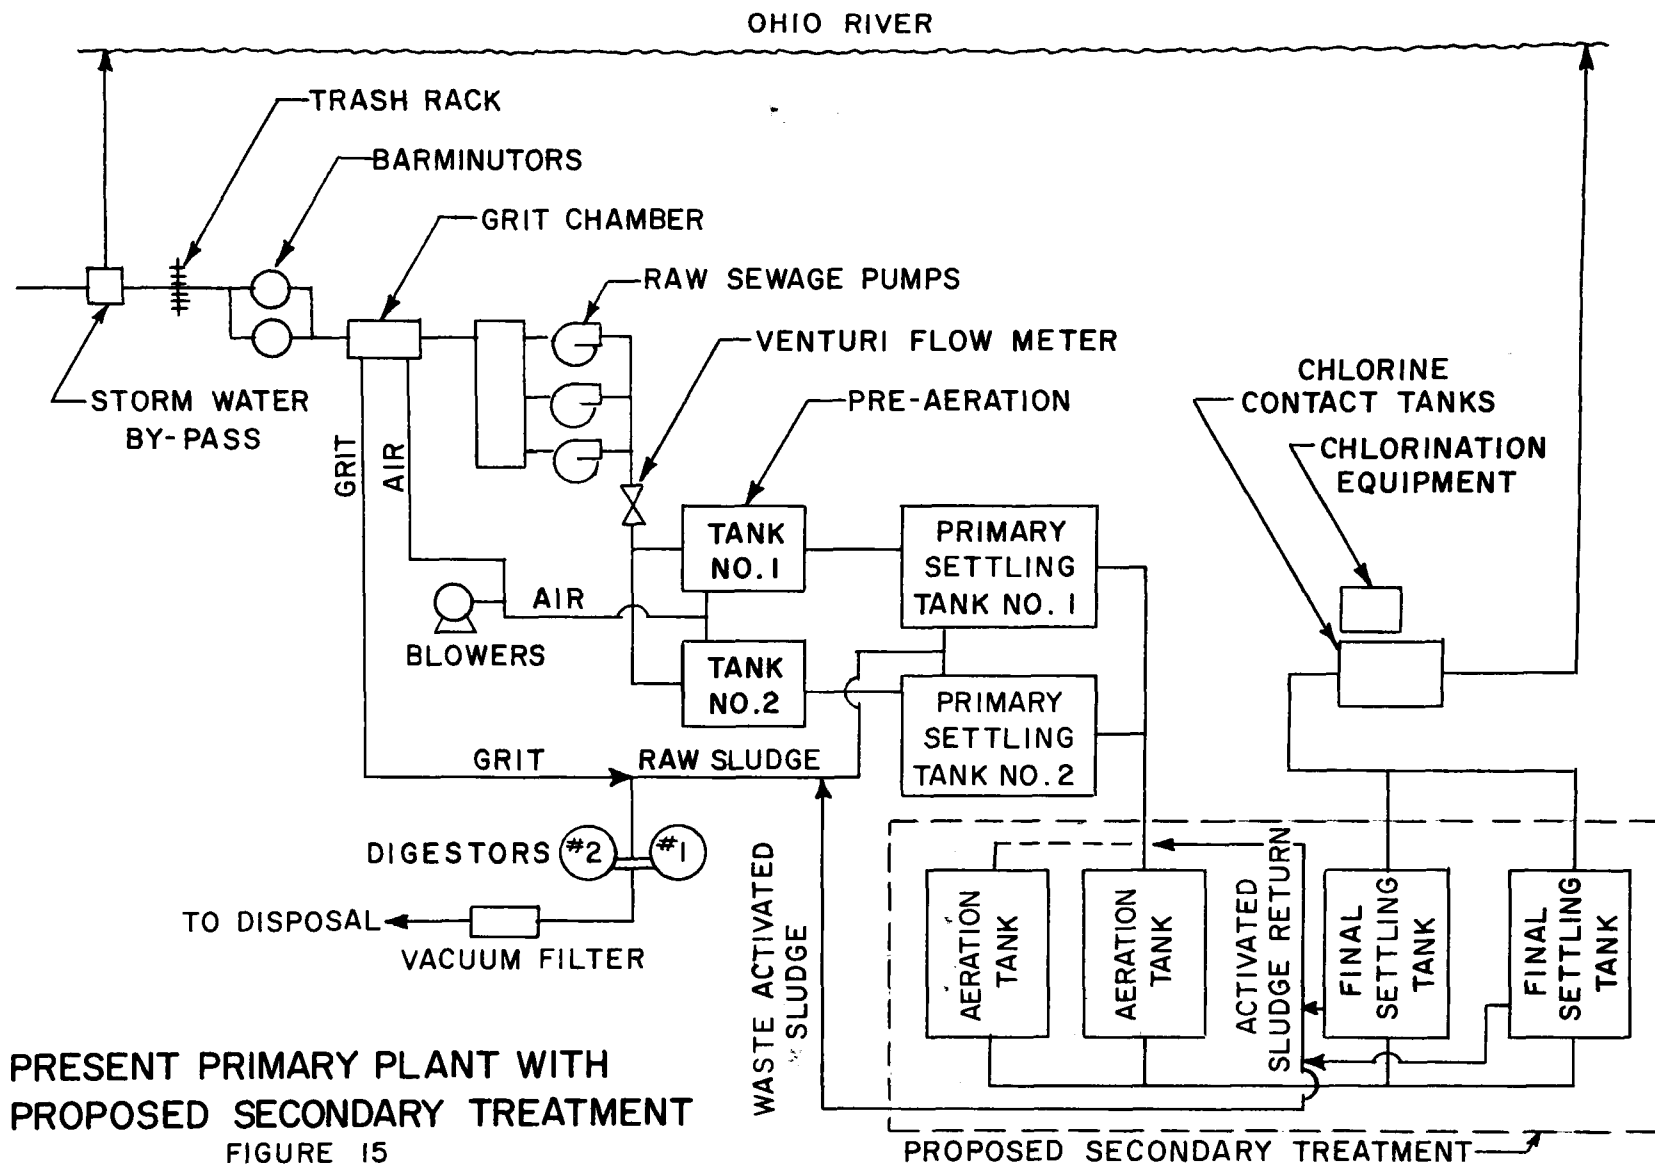 OHIO RIVER
TRASH RACK
BARMINUTORS
GRIT CHAMBER
RAW SEWAGE PUMPS
VENTURI FLOW METER
PRE-AERATION
STORM WATER
BY-PASS
GRIT
AIR
CHLORINE
CONTACT TANKS
CHLORINATION
EQUIPMENT
TANK
NO. 1
PRIMARY
SETTLING
TANK NO. 1
AIR
BLOWERS
TANK
NO.2
PRIMARY
SETTLING
TANK NO. 2
GRIT
RAW SLUDGE
DIGESTORS
#2
#1
TO DISPOSAL
VACUUM FILTER
WASTE ACTIVATED
SLUDGE
AERATION
TANK
AERATION
TANK
ACTIVATED
SLUDGE RETURN
FINAL
SETTLING
TANK
FINAL
SETTLING
TANK
PRESENT PRIMARY PLANT WITH
PROPOSED SECONDARY TREATMENT
FIGURE 15
PROPOSED SECONDARY TREATMENT